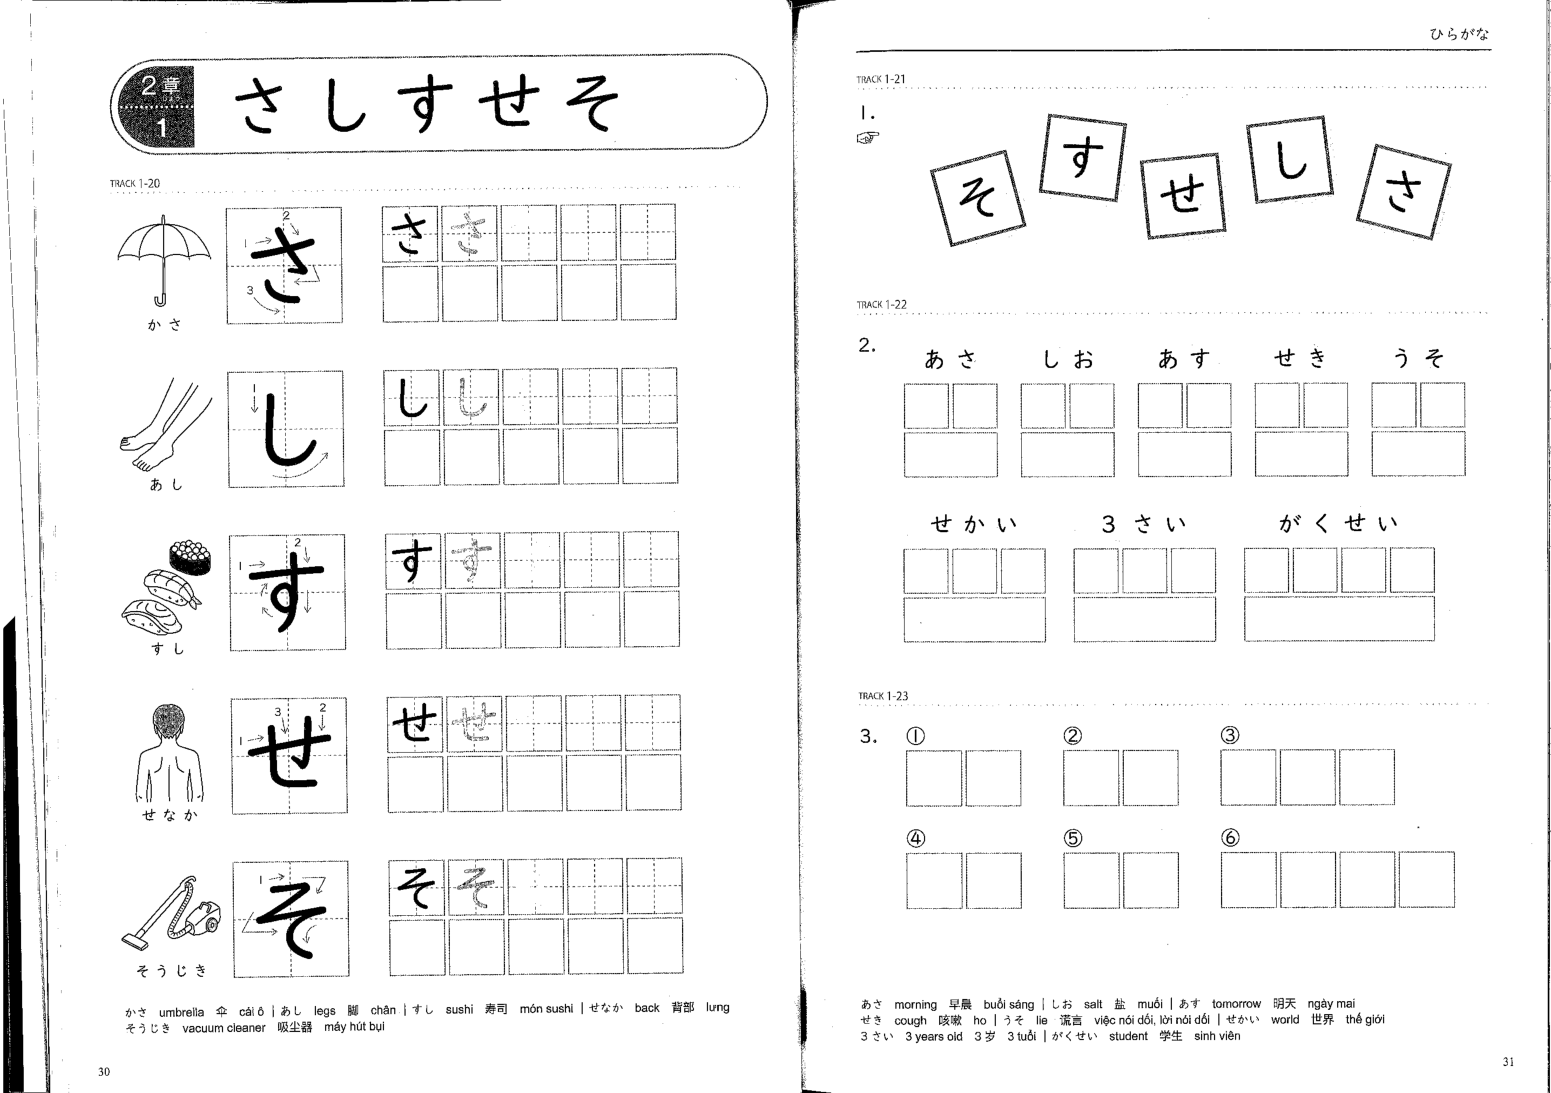 2章
1
さ し す せ そ
TRACK 1-20
1 2 3
さ
さ さ
かさ
1
し
し し
あし
1 2
す
す す
すし
1 2 3
せ
せ せ
せなか
1
そ
そ そ
そうじき
かさ umbrella 伞 cái ô | あし legs 脚 chân | すし sushi 寿司 món sushi | せなか back 背部 lưng
そうじき vacuum cleaner 吸尘器 máy hút bụi
30
ひらがな
TRACK 1-21
1.
そ す せ し さ
TRACK 1-22
2.
あさ しお あす せき うそ
せかい 3さい がくせい
TRACK 1-23
3. ① ② ③
④ ⑤ ⑥
あさ morning 早晨 buổi sáng | しお salt 盐 muối | あす tomorrow 明天 ngày mai
せき cough 咳嗽 ho | うそ lie 谎言 việc nói dối, lời nói dối | せかい world 世界 thế giới
3さい 3 years old 3岁 3 tuổi | がくせい student 学生 sinh viên
31